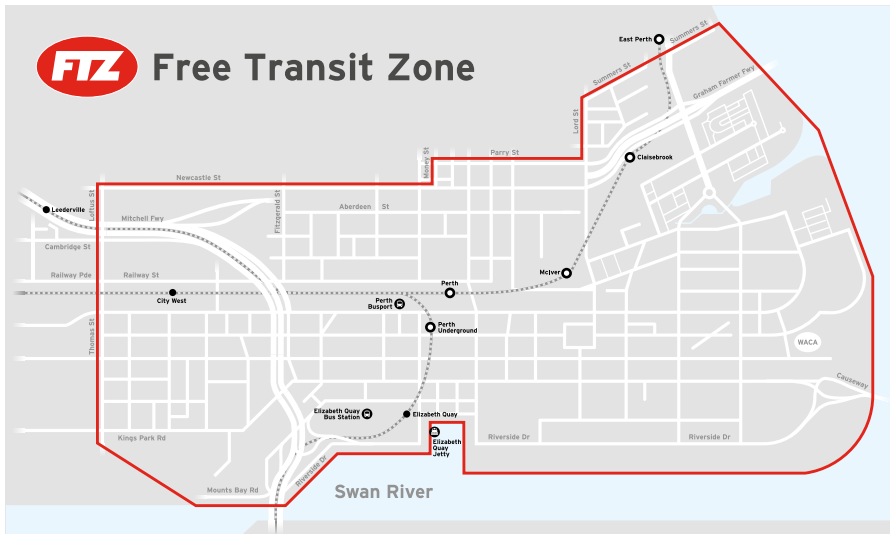 FTZ
Free Transit Zone
East Perth
Summers St
Summers St
Graham Farmer Fwy
Lord St
Claisebrook
Money St
Parry St
Newcastle St
Leederville
Loftus St
Mitchell Fwy
Fitzgerald St
Aberdeen St
Cambridge St
Railway Pde
Railway St
City West
Perth
McIver
Perth
Busport
Perth
Underground
Thomas St
WACA
Causeway
Elizabeth Quay
Bus Station
Elizabeth Quay
Elizabeth
Quay
Jetty
Kings Park Rd
Riverside Dr
Riverside Dr
Riverside Dr
Mounts Bay Rd
Swan River